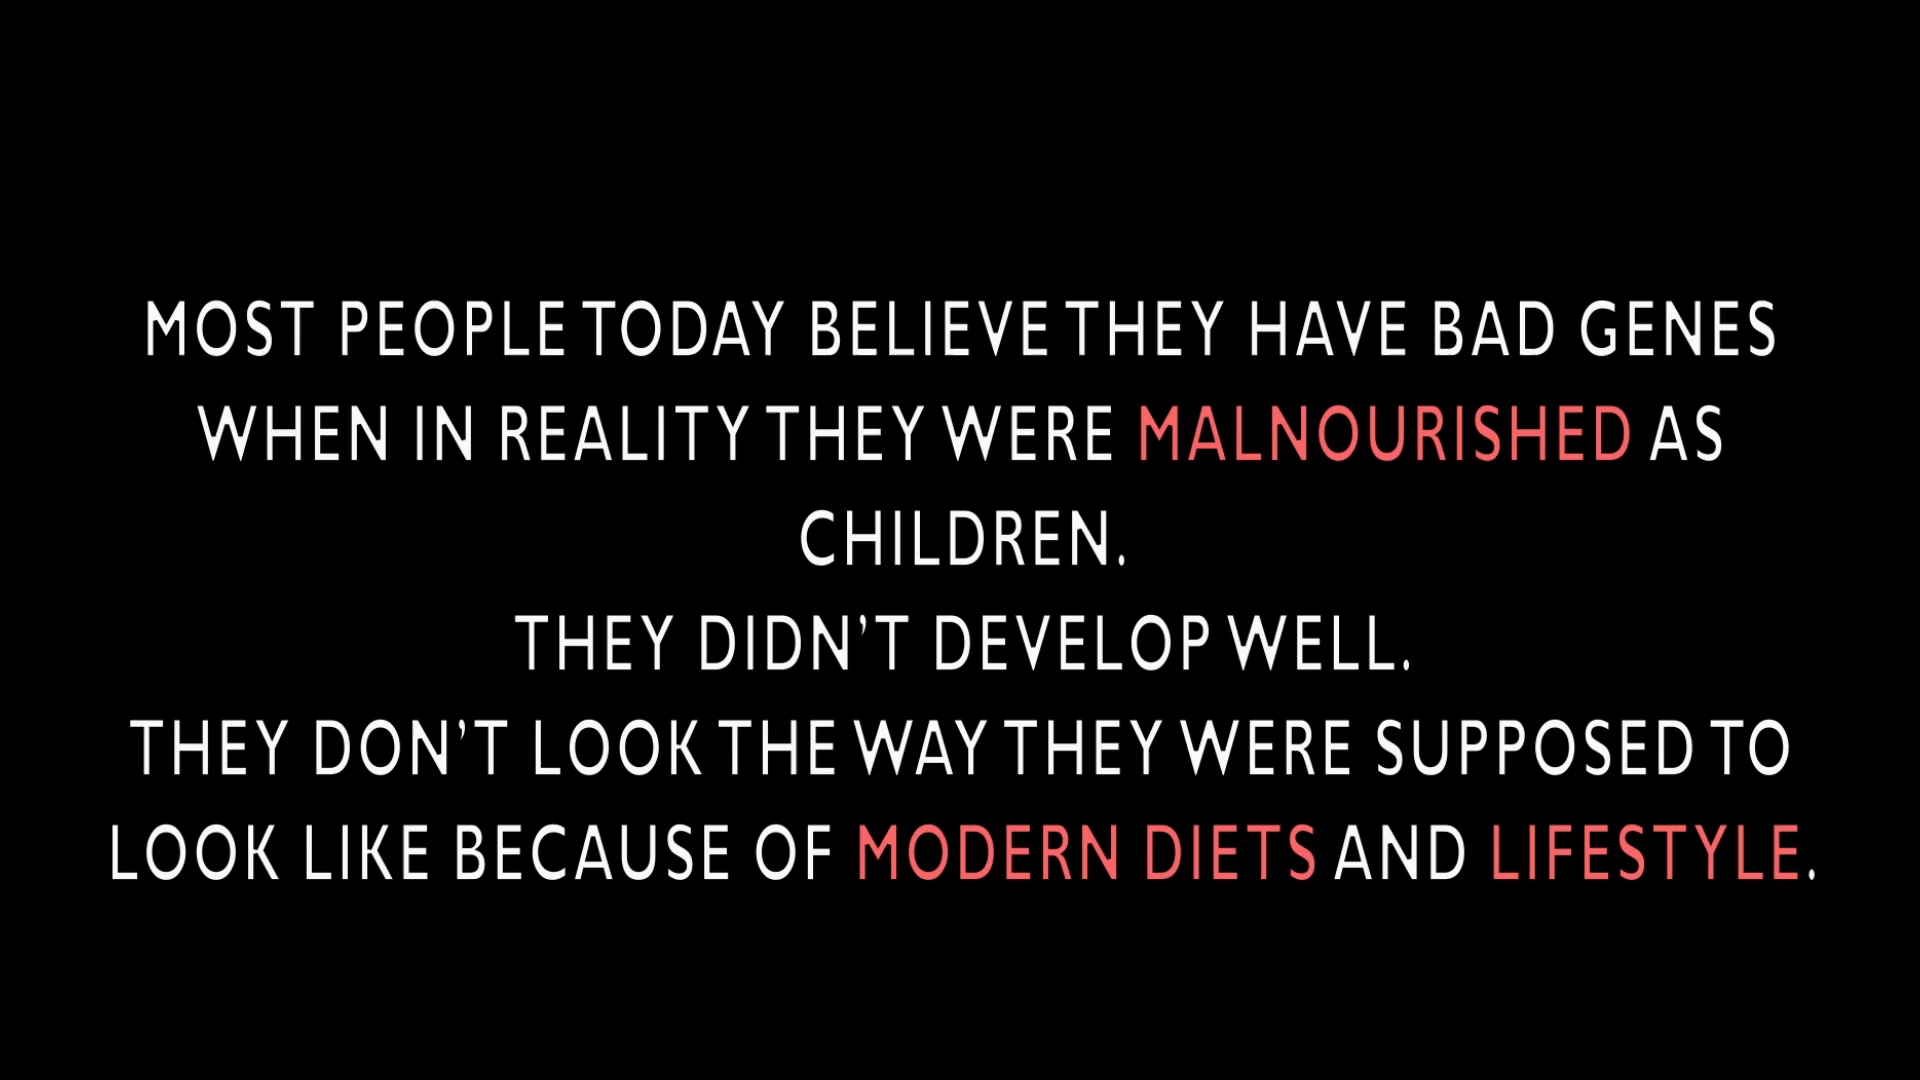 MOST PEOPLE TODAY BELIEVE THEY HAVE BAD GENES
WHEN IN REALITY THEY WERE MALNOURISHED AS
CHILDREN.
THEY DIDN'T DEVELOP WELL.
THEY DON'T LOOK THE WAY THEY WERE SUPPOSED TO
LOOK LIKE BECAUSE OF MODERN DIETS AND LIFESTYLE.